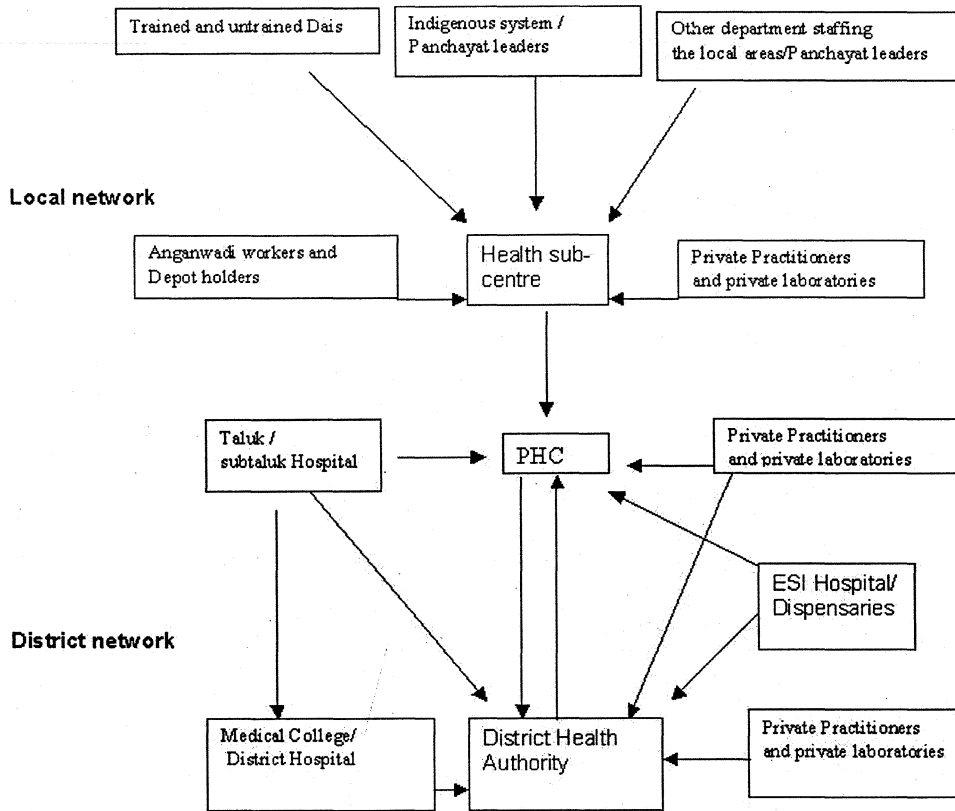 Trained and untrained Dais
Indigenous system /
Panchayat leaders
Other department staffing
the local areas/Panchayat leaders
Local network
Anganwadi workers and
Depot holders
Health sub-
centre
Private Practitioners
and private laboratories
Taluk /
subtaluk Hospital
PHC
Private Practitioners
and private laboratories
ESI Hospital/
Dispensaries
District network
Medical College/
District Hospital
District Health
Authority
Private Practitioners
and private laboratories